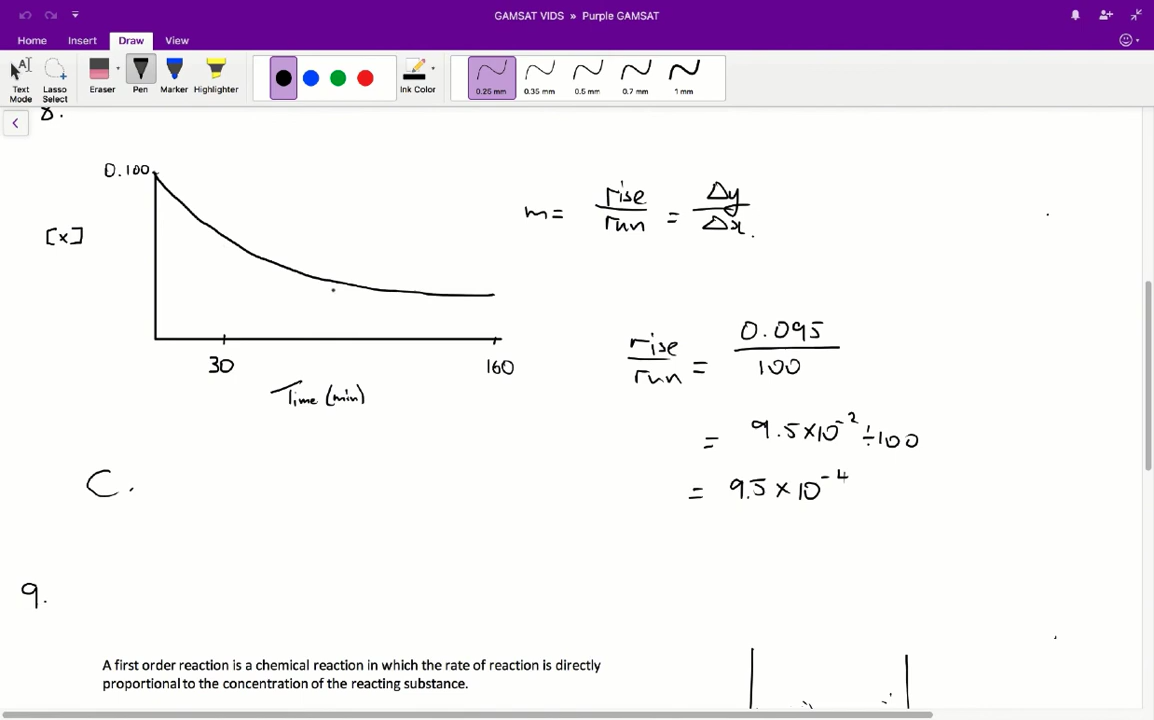 GAMSAT VIDS » Purple GAMSAT
Home Insert Draw View
Text Mode
Lasso Select
Eraser
Pen
Marker
Highlighter
Ink Color
0.25 mm
0.35 mm
0.5 mm
0.7 mm
1 mm
8.
0.100
[x]
30
160
Time (min)
m = rise/run = Δy/Δx.
rise/run = 0.095/100
= 9.5×10⁻² ÷100
= 9.5 × 10⁻⁴
C.
9.
A first order reaction is a chemical reaction in which the rate of reaction is directly
proportional to the concentration of the reacting substance.